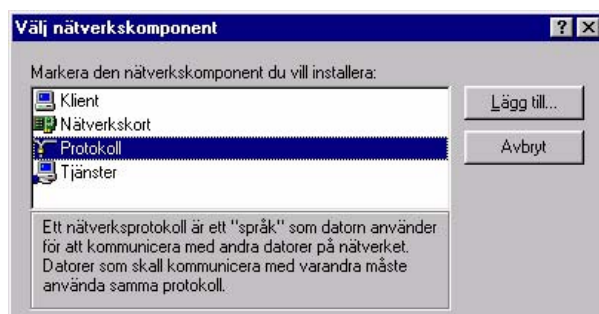 Välj nätverkskomponent
Markera den nätverkskomponent du vill installera:
Klient
Nätverkskort
Protokoll
Tjänster
Lägg till...
Avbryt
Ett nätverksprotokoll är ett "språk" som datorn använder
för att kommunicera med andra datorer på nätverket.
Datorer som skall kommunicera med varandra måste
använda samma protokoll.